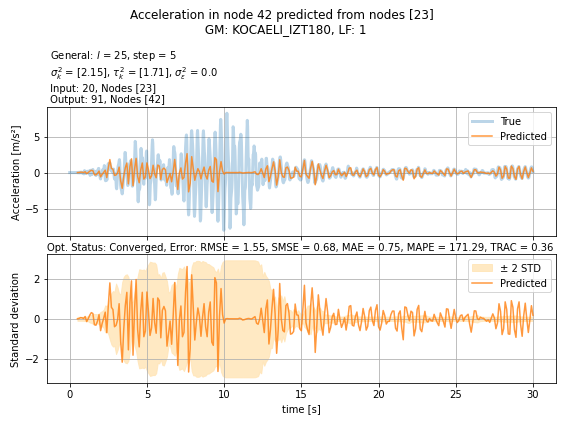 Acceleration in node 42 predicted from nodes [23]
GM: KOCAELI_IZT180, LF: 1
General: l = 25, step = 5
σ²_k = [2.15], τ²_k = [1.71], σ²_ε = 0.0
Input: 20, Nodes [23]
Output: 91, Nodes [42]
Acceleration [m/s²]
5
0
−5
True
Predicted
Opt. Status: Converged, Error: RMSE = 1.55, SMSE = 0.68, MAE = 0.75, MAPE = 171.29, TRAC = 0.36
Standard deviation
2
0
−2
± 2 STD
Predicted
0 5 10 15 20 25 30
time [s]